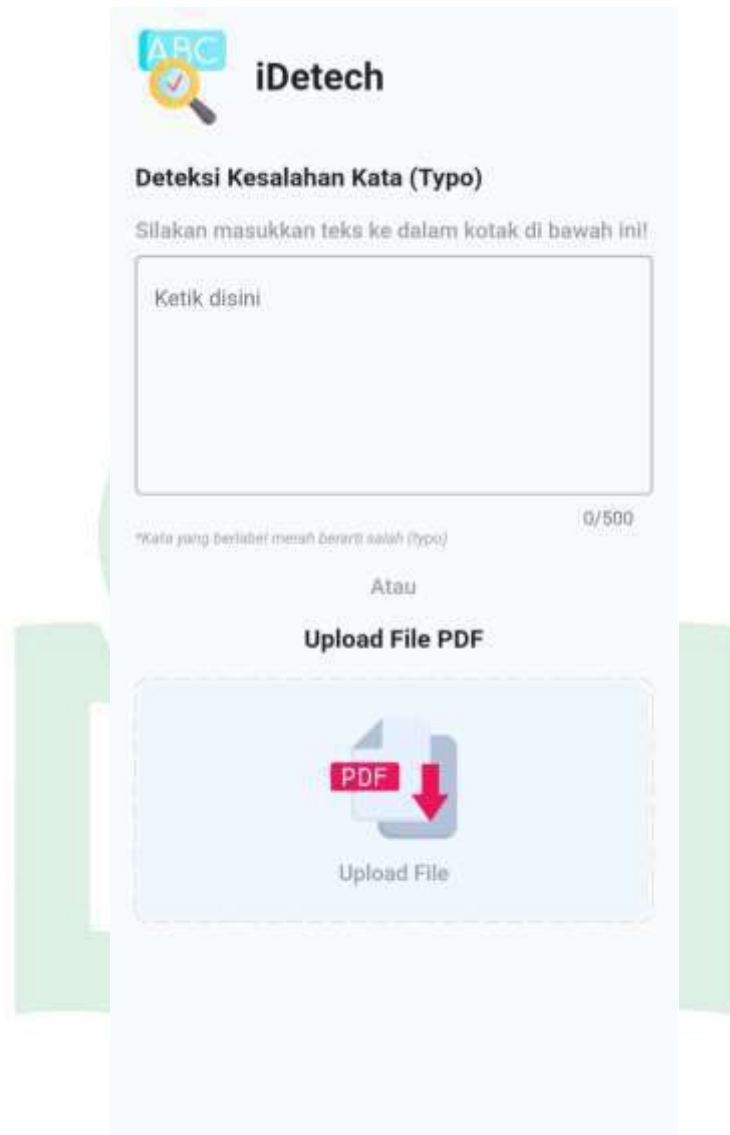 ABC
iDetech
Deteksi Kesalahan Kata (Typo)
Silakan masukkan teks ke dalam kotak di bawah ini!
Ketik disini
0/500
*Kata yang berlabel merah berarti salah (typo)
Atau
Upload File PDF
PDF
Upload File